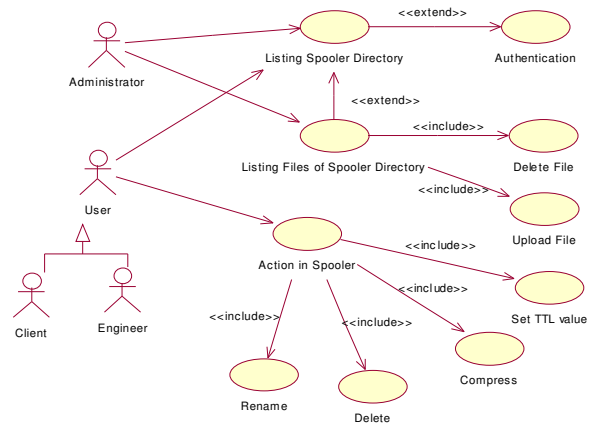 <<extend>>
Administrator
Listing Spooler Directory
Authentication
<<extend>>
<<include>>
Listing Files of Spooler Directory
Delete File
<<include>>
User
Upload File
<<include>>
Action in Spooler
<<include>>
Set TTL value
Client
Engineer
<<include>>
<<include>>
Compress
Rename
Delete